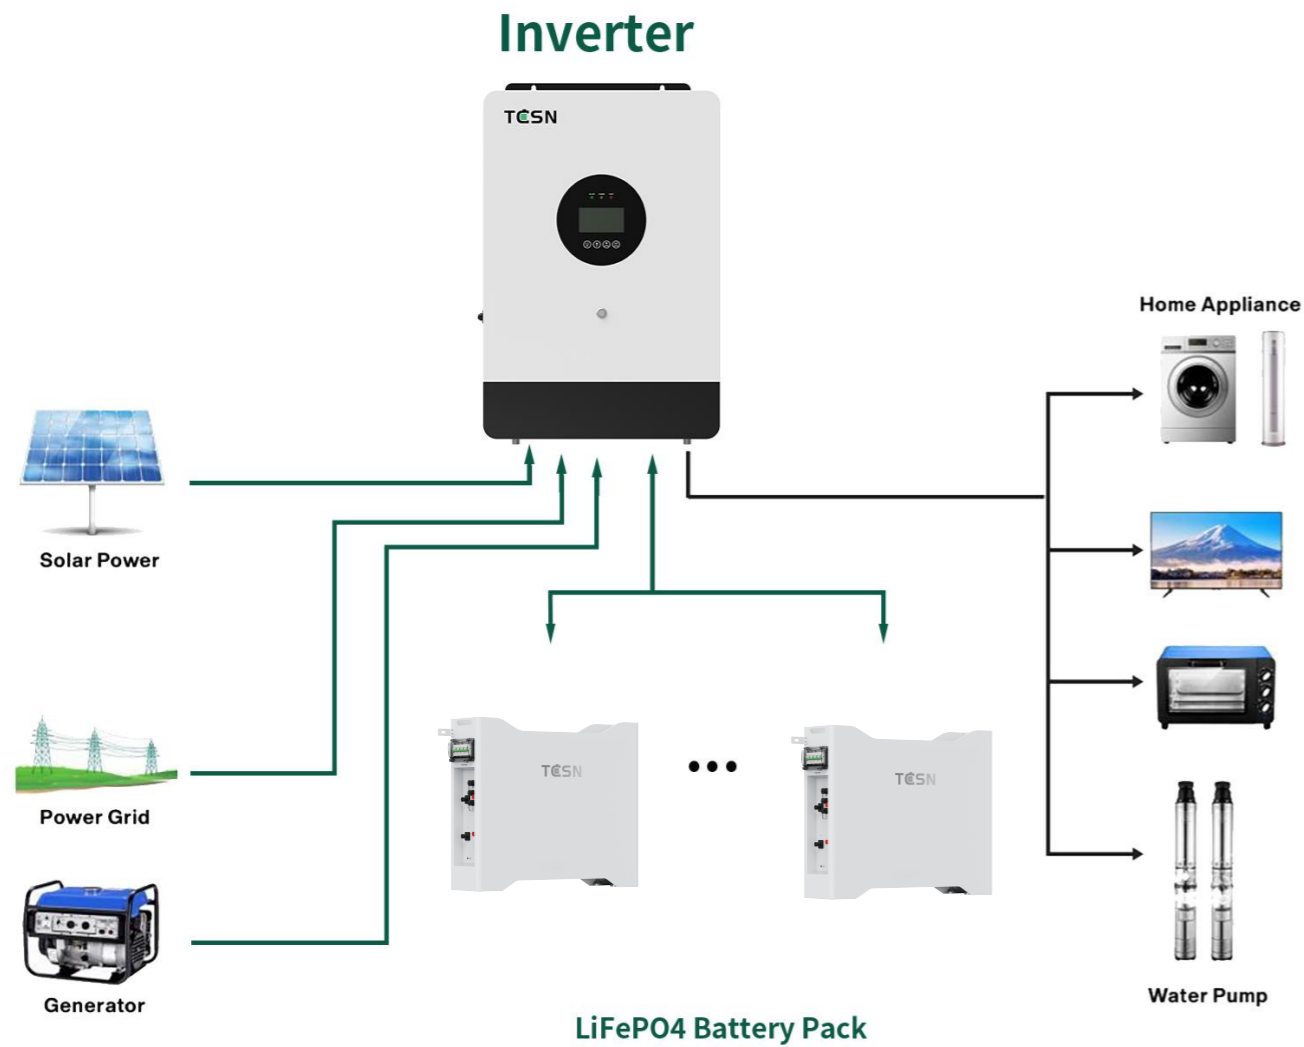 Inverter
TCSN
Home Appliance
Solar Power
Power Grid
TCSN
TCSN
Generator
Water Pump
LiFePO4 Battery Pack